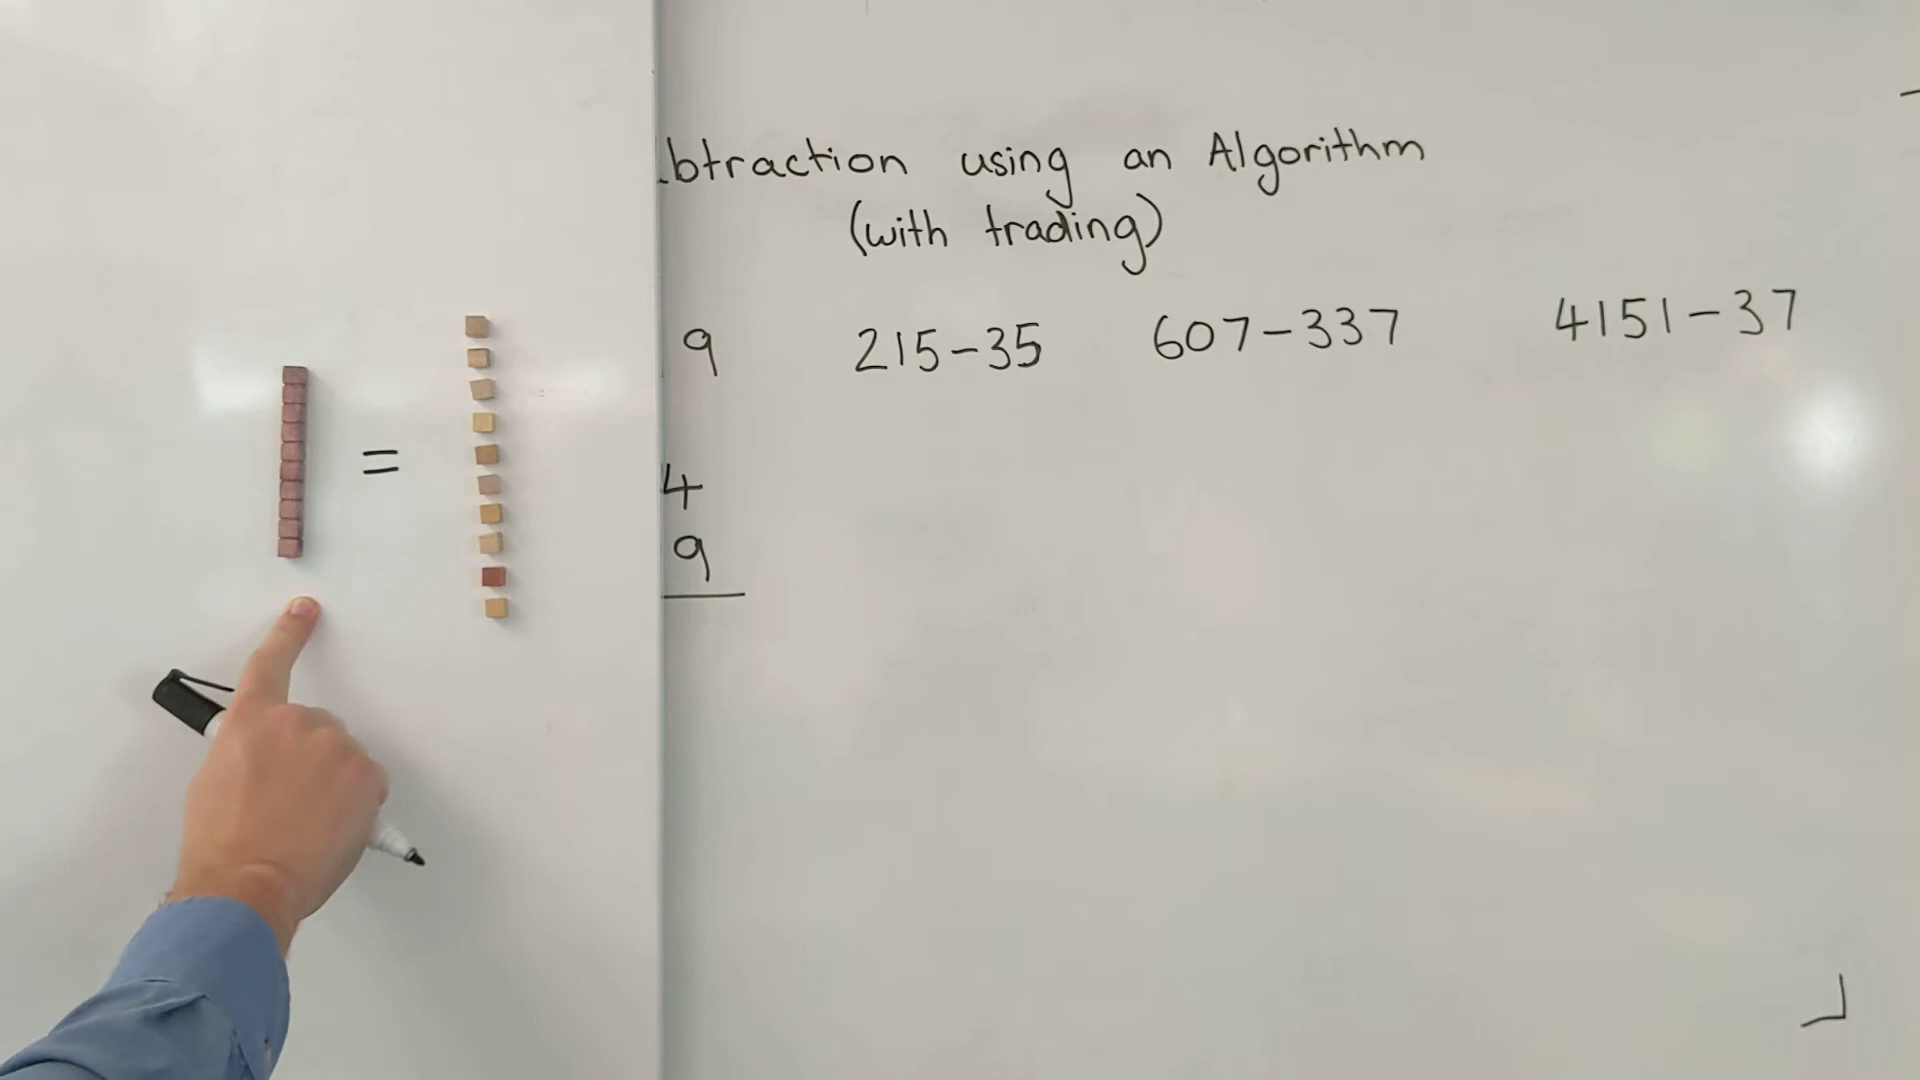 btraction using an Algorithm
(with trading)
9 215-35 607-337 4151-37
=
4
9